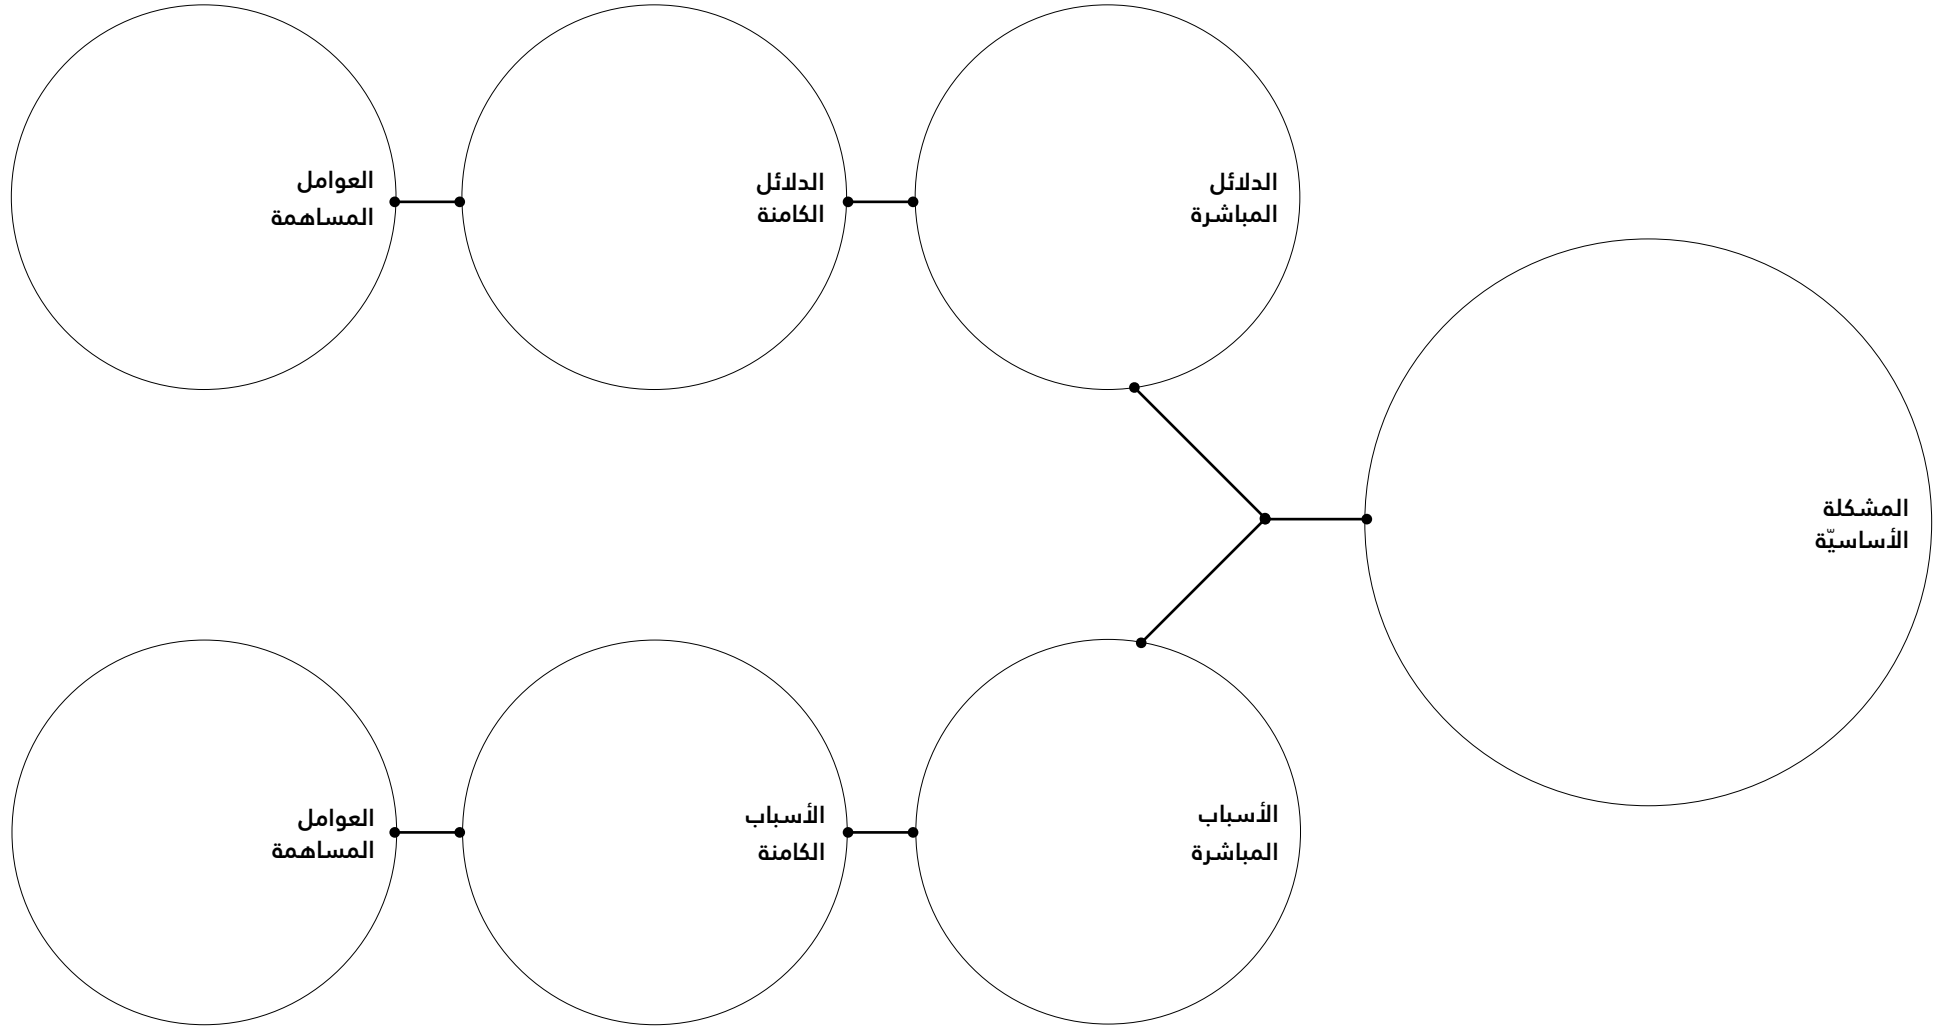 المشكلة
الأساسيّة
الدلائل
المباشرة
الدلائل
الكامنة
العوامل
المساهمة
الأسباب
المباشرة
الأسباب
الكامنة
العوامل
المساهمة